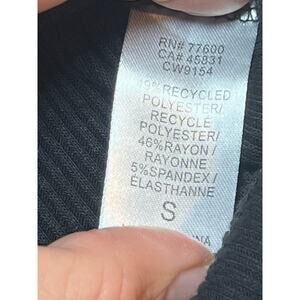 RN# 77600
CA# 45831
CW9154
RECYCLED
POLYESTER/
RECYCLE
POLYESTER/
46%RAYON/
RAYONNE
5%SPANDEX/
ÉLASTHANNE
S